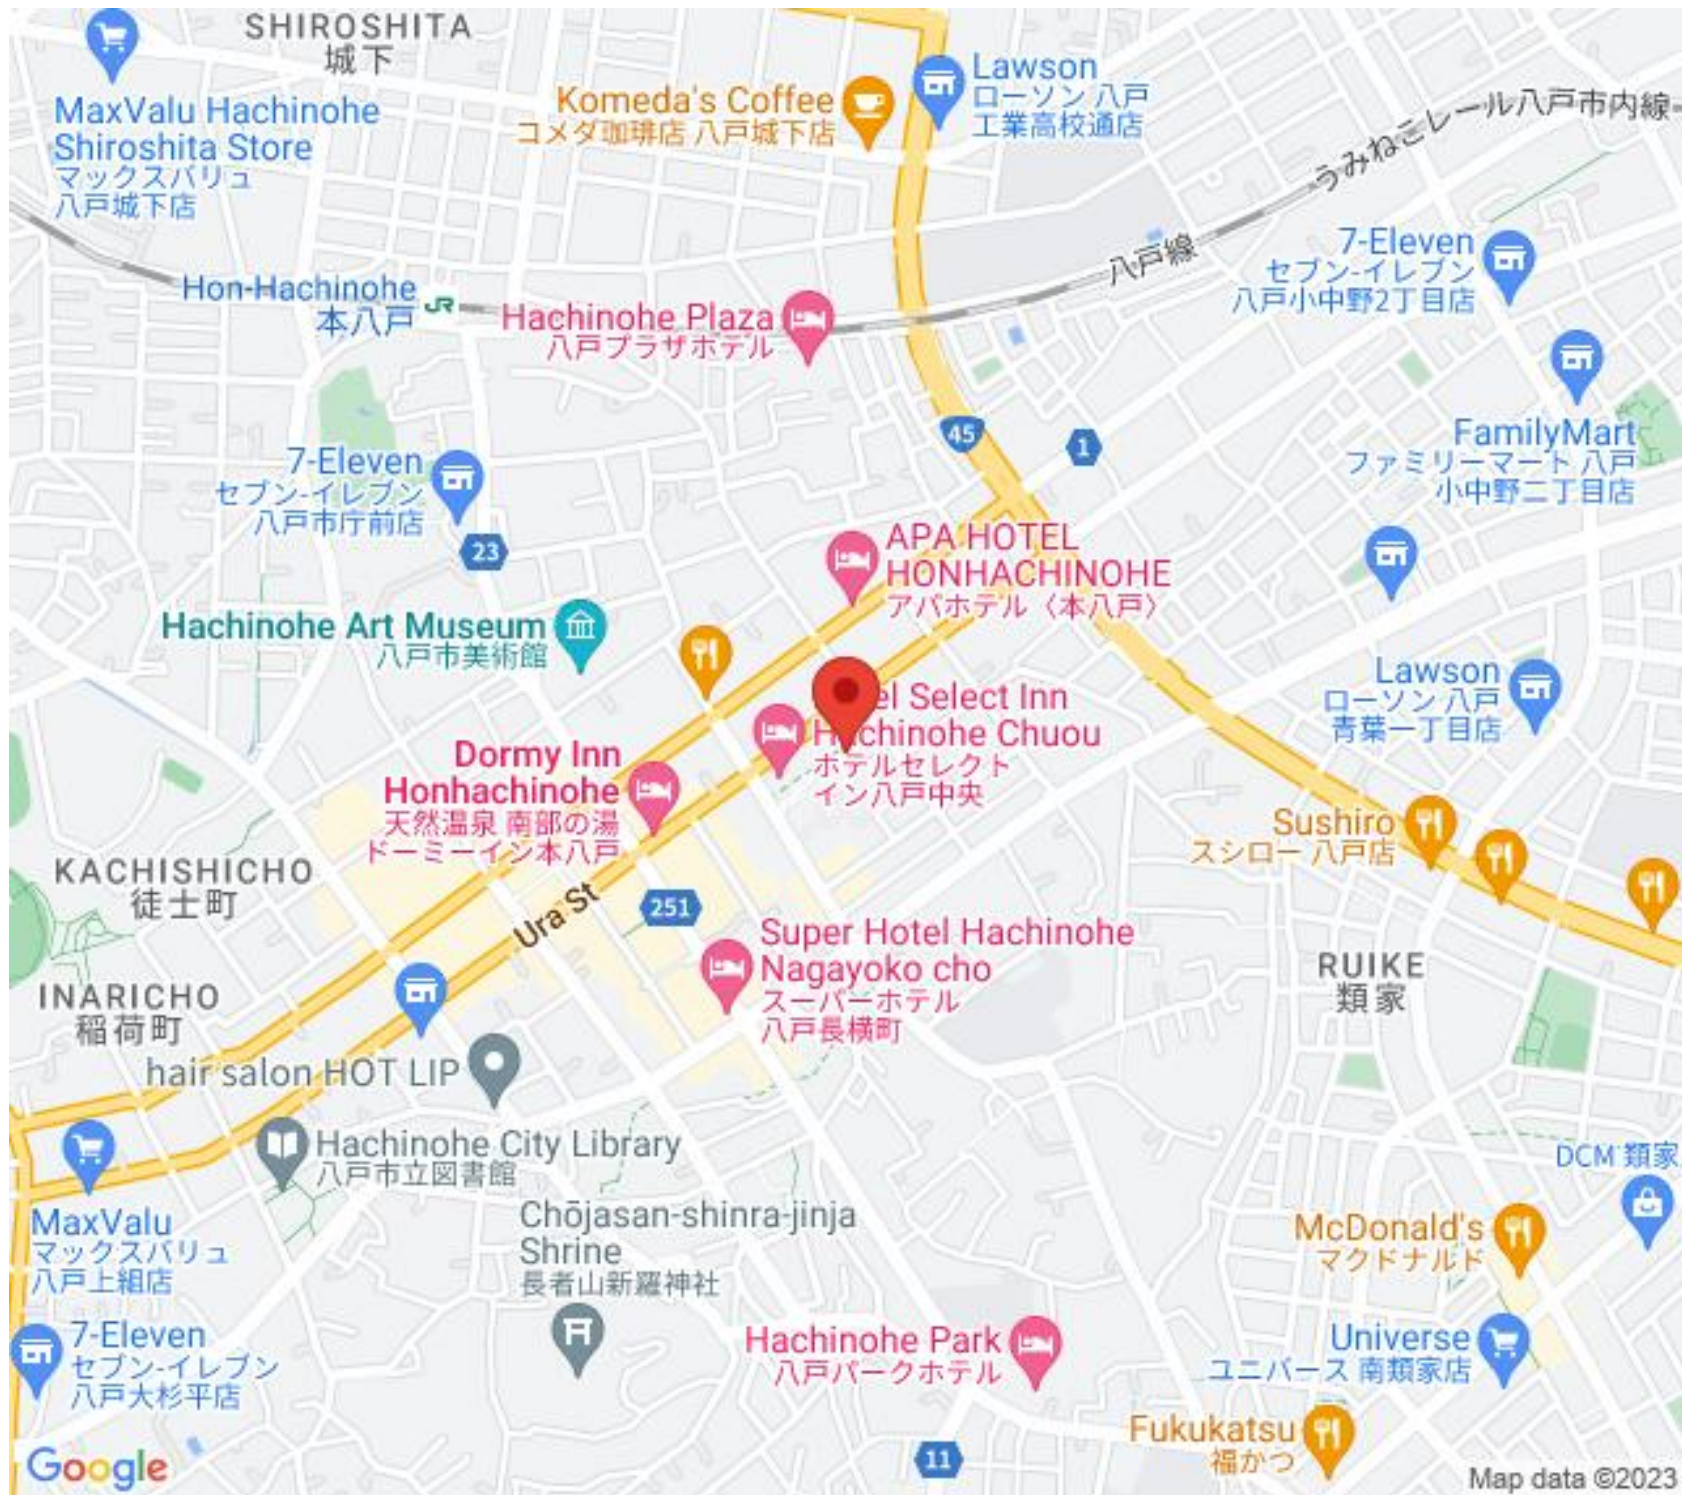 SHIROSHITA
城下
MaxValu Hachinohe
Shiroshita Store
マックスバリュ
八戸城下店
Komeda's Coffee
コメダ珈琲店 八戸城下店
Lawson
ローソン 八戸
工業高校通店
うみねこレール八戸市内線
八戸線
7-Eleven
セブン-イレブン
八戸小中野2丁目店
Hon-Hachinohe
本八戸
JR
Hachinohe Plaza
八戸プラザホテル
45
1
FamilyMart
ファミリーマート 八戸
小中野二丁目店
7-Eleven
セブン-イレブン
八戸市庁前店
23
APA HOTEL
HONHACHINOHE
アパホテル〈本八戸〉
Hachinohe Art Museum
八戸市美術館
Lawson
ローソン 八戸
青葉一丁目店
el Select Inn
Hachinohe Chuou
ホテルセレクト
イン八戸中央
Dormy Inn
Honhachinohe
天然温泉 南部の湯
ドーミーイン本八戸
Sushiro
スシロー 八戸店
KACHISHICHO
徒士町
251
Ura St
Super Hotel Hachinohe
Nagayoko cho
スーパーホテル
八戸長横町
RUIKE
類家
INARICHO
稲荷町
hair salon HOT LIP
Hachinohe City Library
八戸市立図書館
DCM 類家
MaxValu
マックスバリュ
八戸上組店
Chōjasan-shinra-jinja
Shrine
長者山新羅神社
McDonald's
マクドナルド
7-Eleven
セブン-イレブン
八戸大杉平店
Hachinohe Park
八戸パークホテル
Universe
ユニバース 南類家店
Fukukatsu
福かつ
11
Google
Map data ©2023